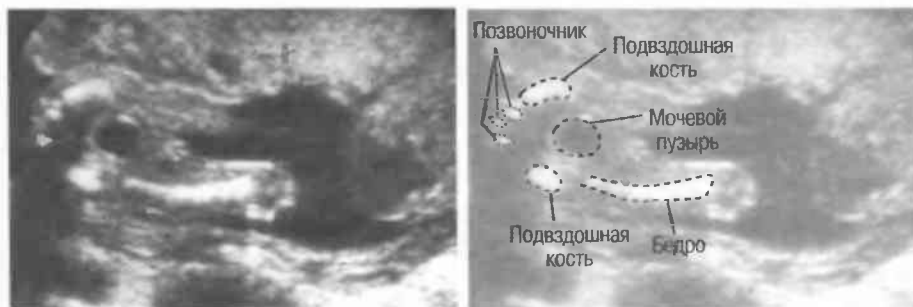 Позвоночник
Подвздошная
кость
Мочевой
пузырь
Подвздошная
кость
Бедро